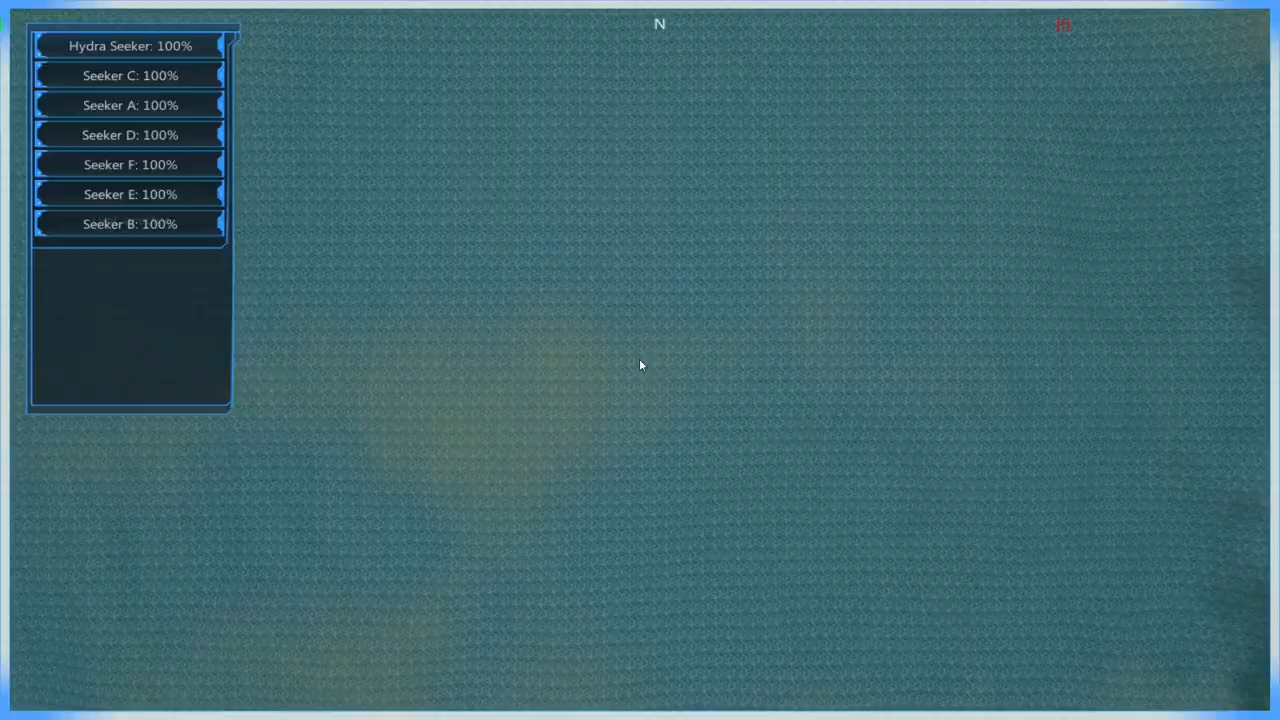 N
Hydra Seeker: 100%
Seeker C: 100%
Seeker A: 100%
Seeker D: 100%
Seeker F: 100%
Seeker E: 100%
Seeker B: 100%